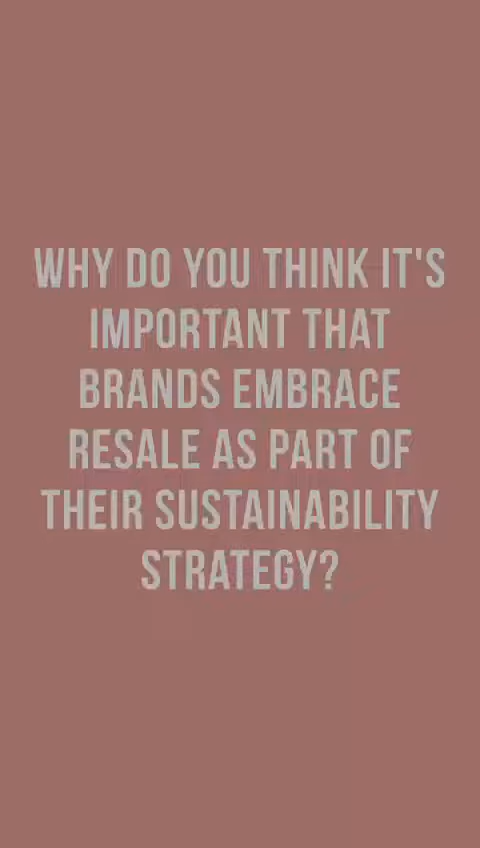 WHY DO YOU THINK IT'S
IMPORTANT THAT
BRANDS EMBRACE
RESALE AS PART OF
THEIR SUSTAINABILITY
STRATEGY?